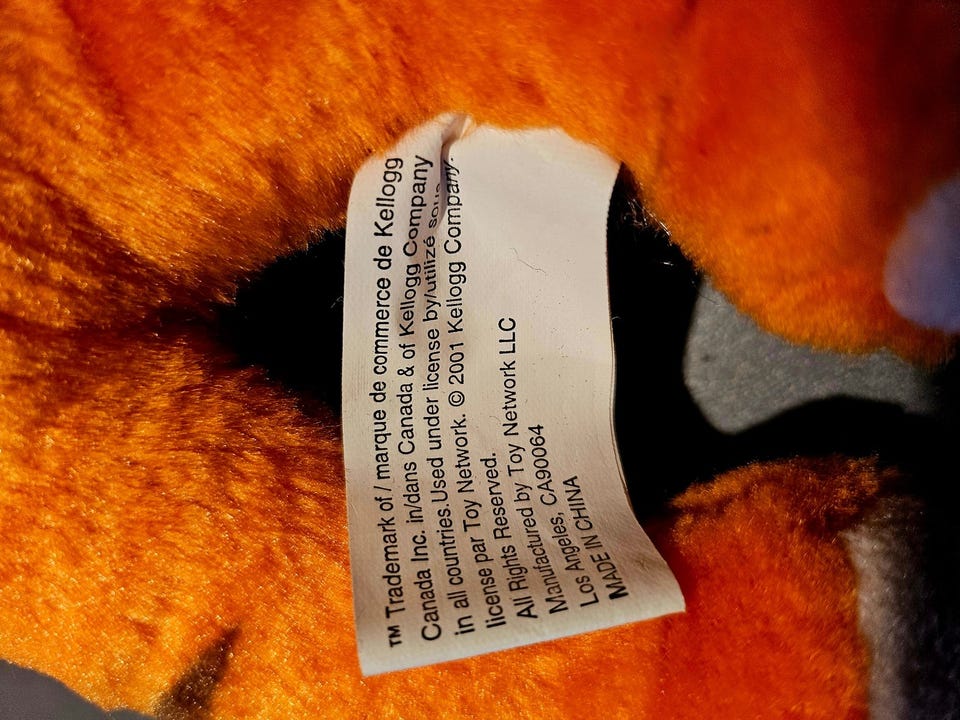 ™ Trademark of / marque de commerce de Kellogg
Canada Inc. in/dans Canada & of Kellogg Company
in all countries.Used under license by/utilizé sous
license par Toy Network. © 2001 Kellogg Company.
All Rights Reserved.
Manufactured by Toy Network LLC
Los Angeles, CA90064
MADE IN CHINA